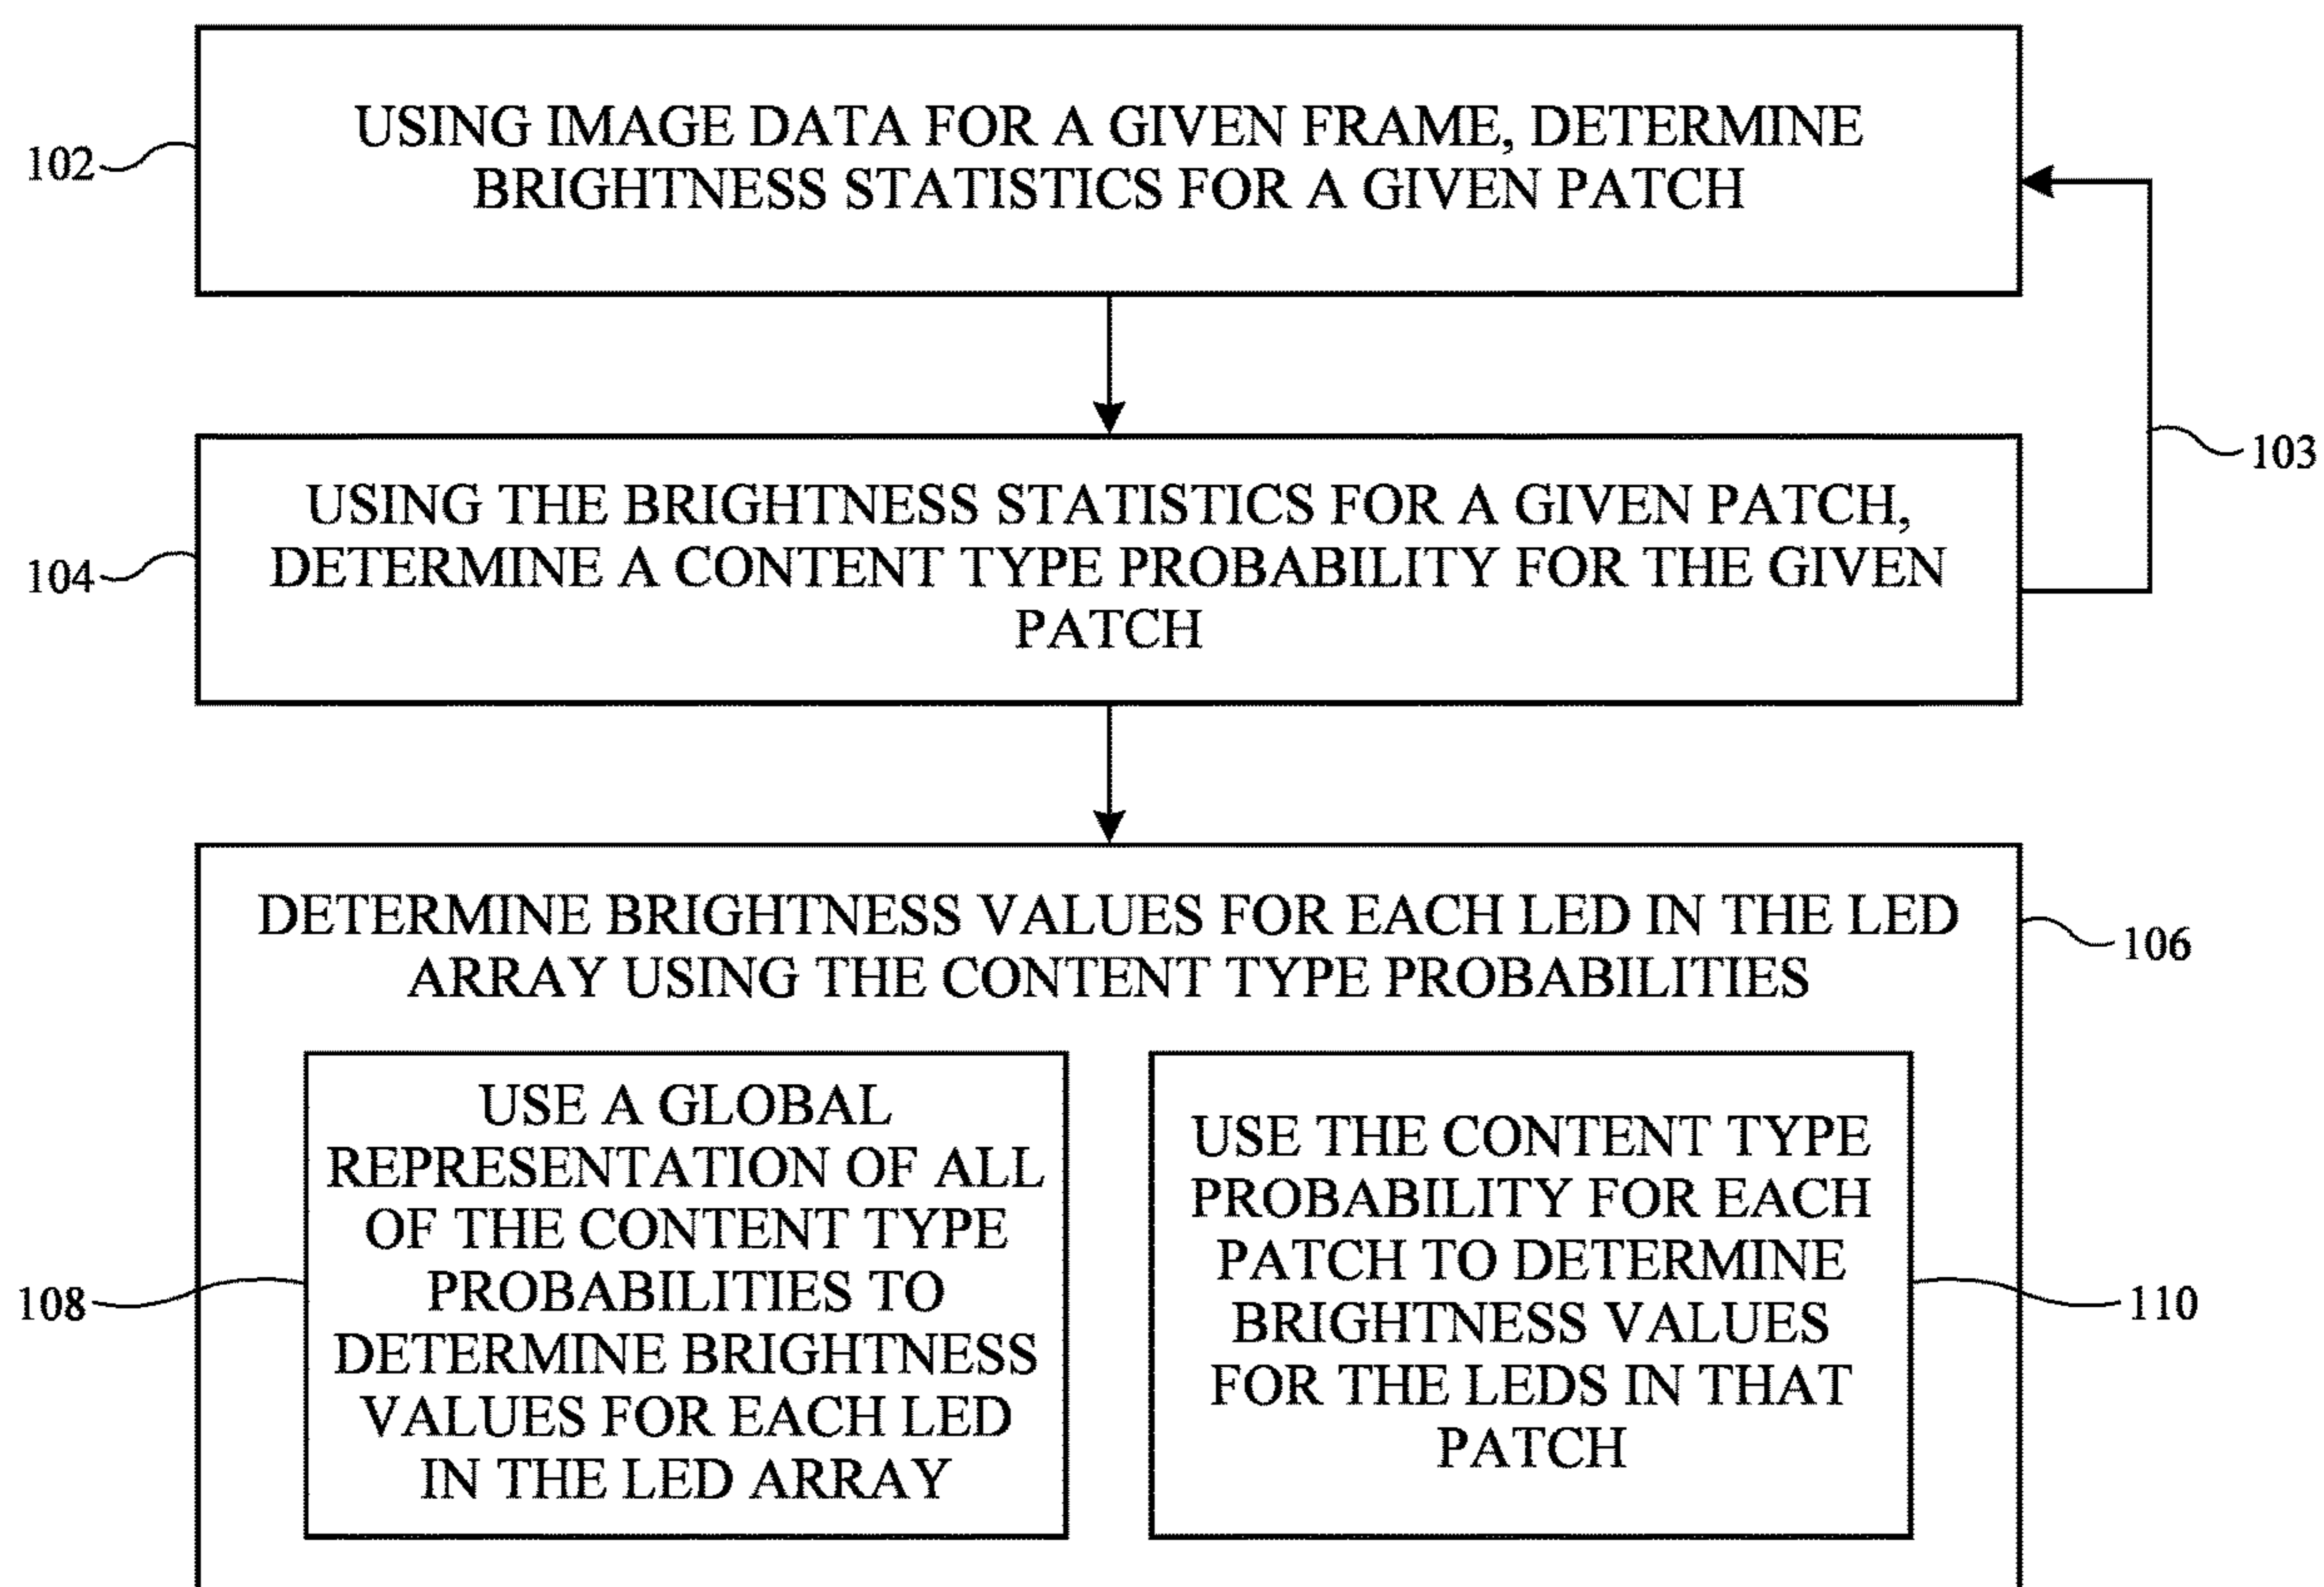 USING IMAGE DATA FOR A GIVEN FRAME, DETERMINE
BRIGHTNESS STATISTICS FOR A GIVEN PATCH
102
103
USING THE BRIGHTNESS STATISTICS FOR A GIVEN PATCH,
DETERMINE A CONTENT TYPE PROBABILITY FOR THE GIVEN
PATCH
104
DETERMINE BRIGHTNESS VALUES FOR EACH LED IN THE LED
ARRAY USING THE CONTENT TYPE PROBABILITIES
106
USE A GLOBAL
REPRESENTATION OF ALL
OF THE CONTENT TYPE
PROBABILITIES TO
DETERMINE BRIGHTNESS
VALUES FOR EACH LED
IN THE LED ARRAY
108
USE THE CONTENT TYPE
PROBABILITY FOR EACH
PATCH TO DETERMINE
BRIGHTNESS VALUES
FOR THE LEDS IN THAT
PATCH
110